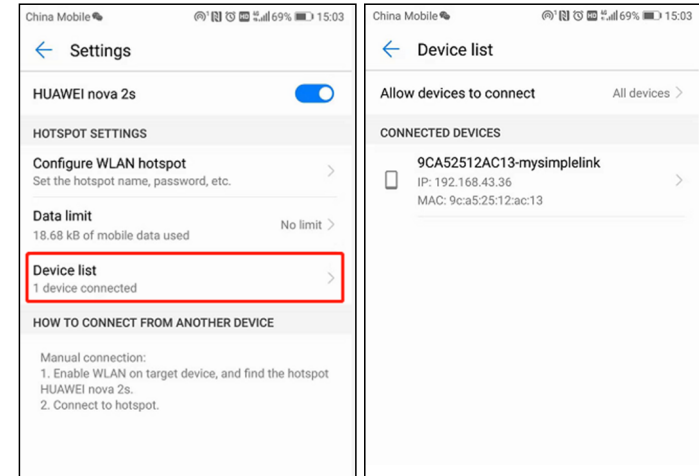 China Mobile 69% 15:03
Settings
HUAWEI nova 2s
HOTSPOT SETTINGS
Configure WLAN hotspot
Set the hotspot name, password, etc.
Data limit
18.68 kB of mobile data used
No limit
Device list
1 device connected
HOW TO CONNECT FROM ANOTHER DEVICE
Manual connection:
1. Enable WLAN on target device, and find the hotspot
HUAWEI nova 2s.
2. Connect to hotspot.
China Mobile 69% 15:03
Device list
Allow devices to connect
All devices
CONNECTED DEVICES
9CA52512AC13-mysimplelink
IP: 192.168.43.36
MAC: 9c:a5:25:12:ac:13